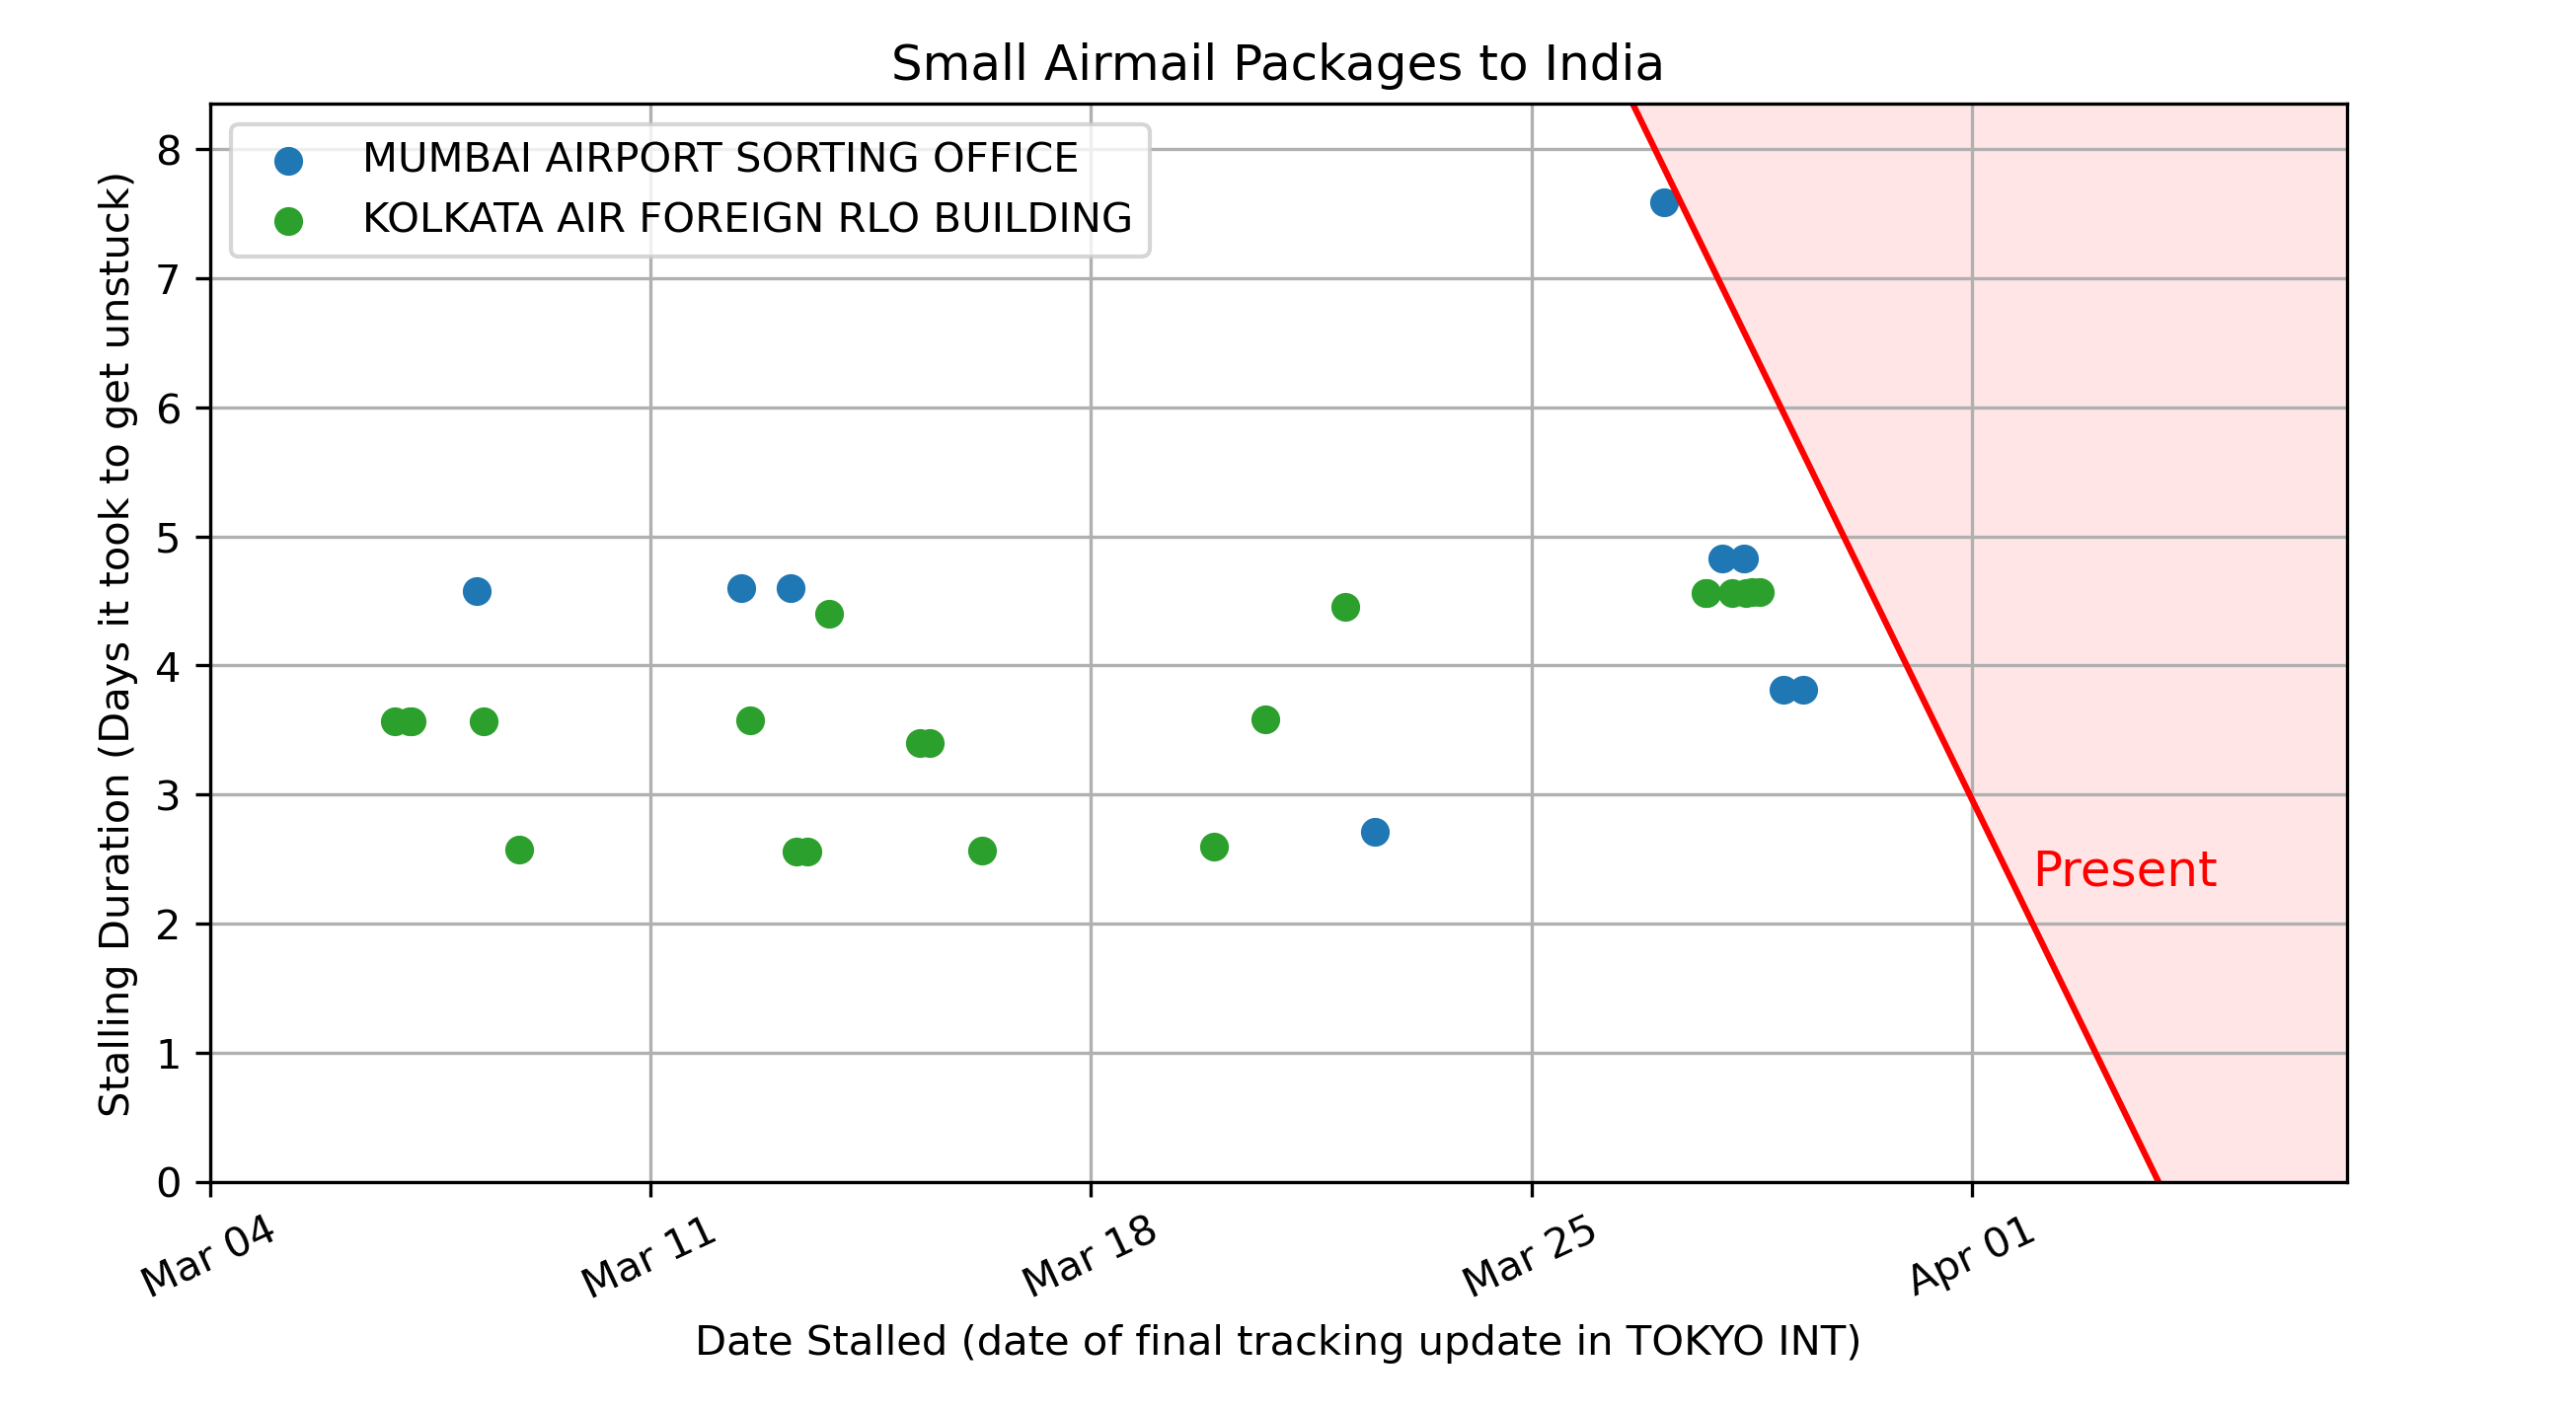 Small Airmail Packages to India
MUMBAI AIRPORT SORTING OFFICE
KOLKATA AIR FOREIGN RLO BUILDING
Stalling Duration (Days it took to get unstuck)
8
7
6
5
4
3
2
1
0
Present
Mar 04
Mar 11
Mar 18
Mar 25
Apr 01
Date Stalled (date of final tracking update in TOKYO INT)